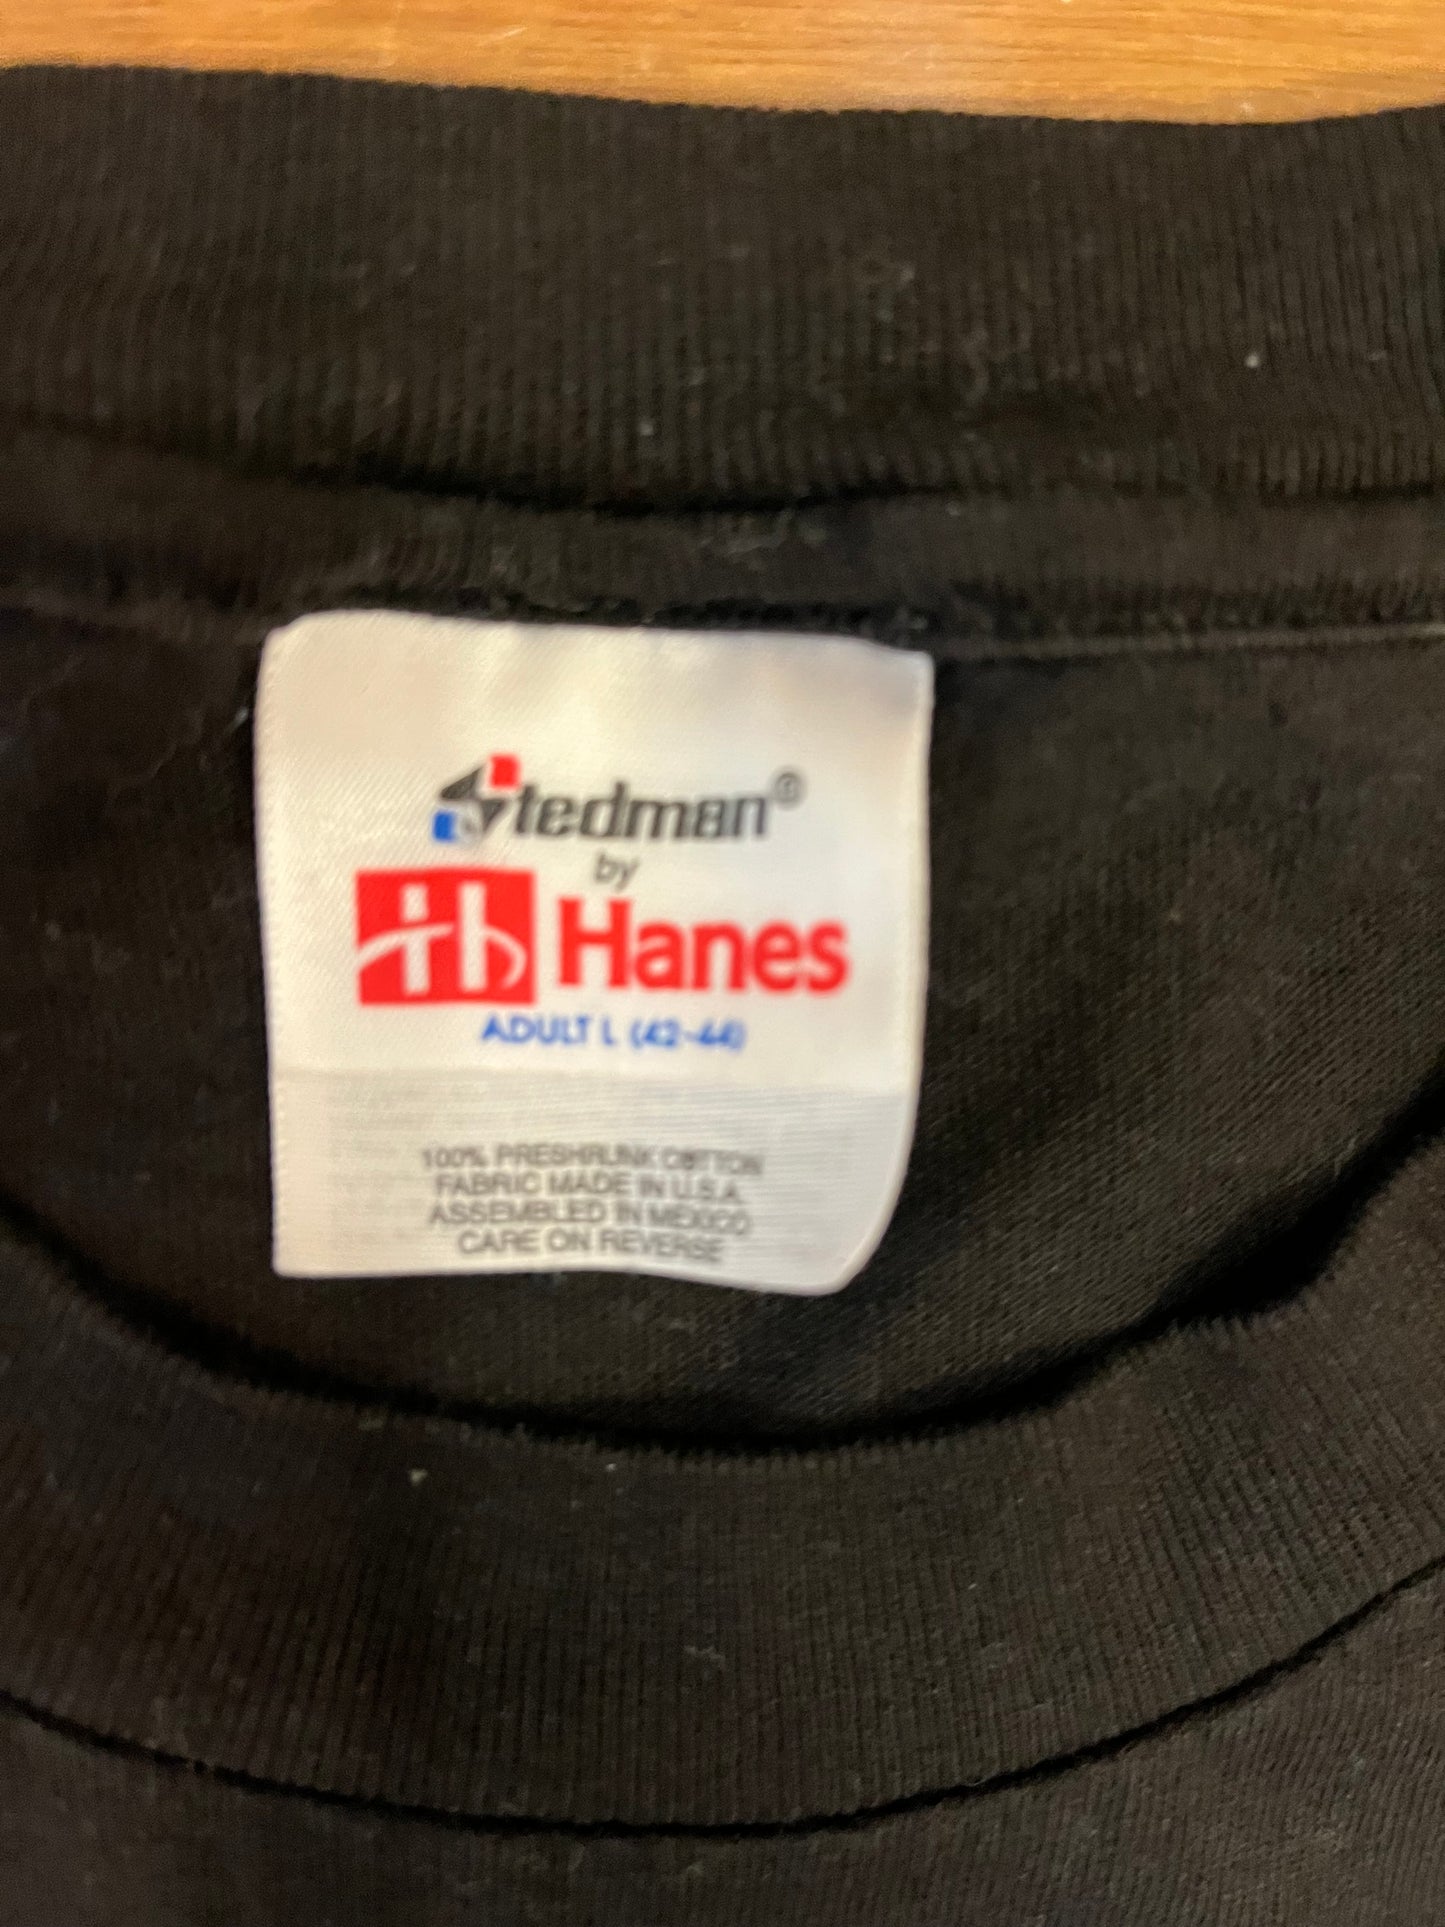 Stedman®
by
Hanes
ADULT L (42-44)
100% PRESHRUNK COTTON
FABRIC MADE IN U.S.A.
ASSEMBLED IN MEXICO
CARE ON REVERSE